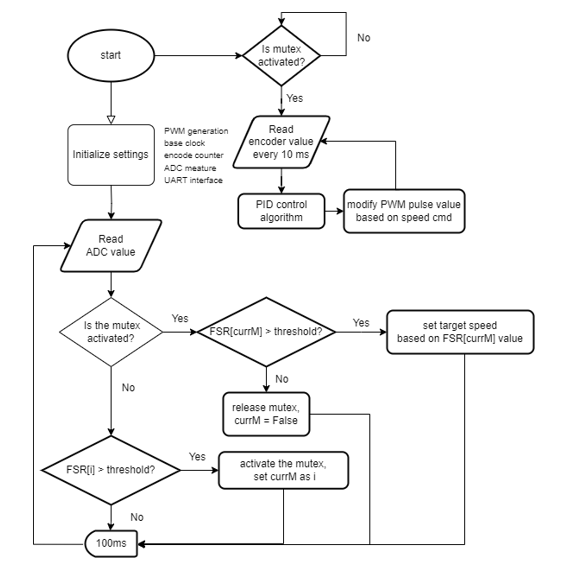 start
Is mutex
activated?
No
Yes
Read
encoder value
every 10 ms
Initialize settings
PWM generation
base clock
encode counter
ADC meature
UART interface
PID control
algorithm
modify PWM pulse value
based on speed cmd
Read
ADC value
Is the mutex
activated?
Yes
FSR[currM] > threshold?
Yes
set target speed
based on FSR[currM] value
No
No
release mutex,
currM = False
FSR[i] > threshold?
Yes
activate the mutex,
set currM as i
No
100ms